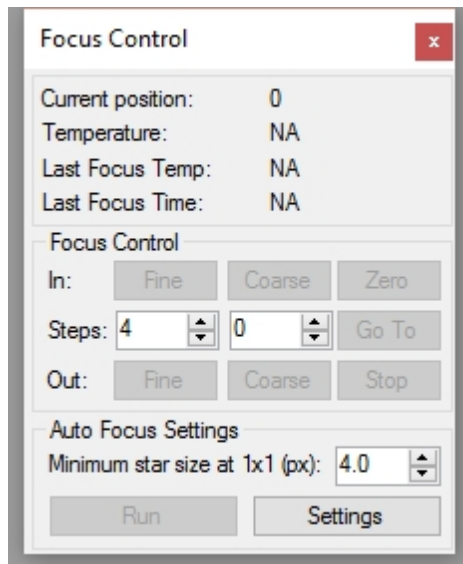 Focus Control
x
Current position: 0
Temperature: NA
Last Focus Temp: NA
Last Focus Time: NA
Focus Control
In: Fine Coarse Zero
Steps: 4 0 Go To
Out: Fine Coarse Stop
Auto Focus Settings
Minimum star size at 1x1 (px): 4.0
Run Settings